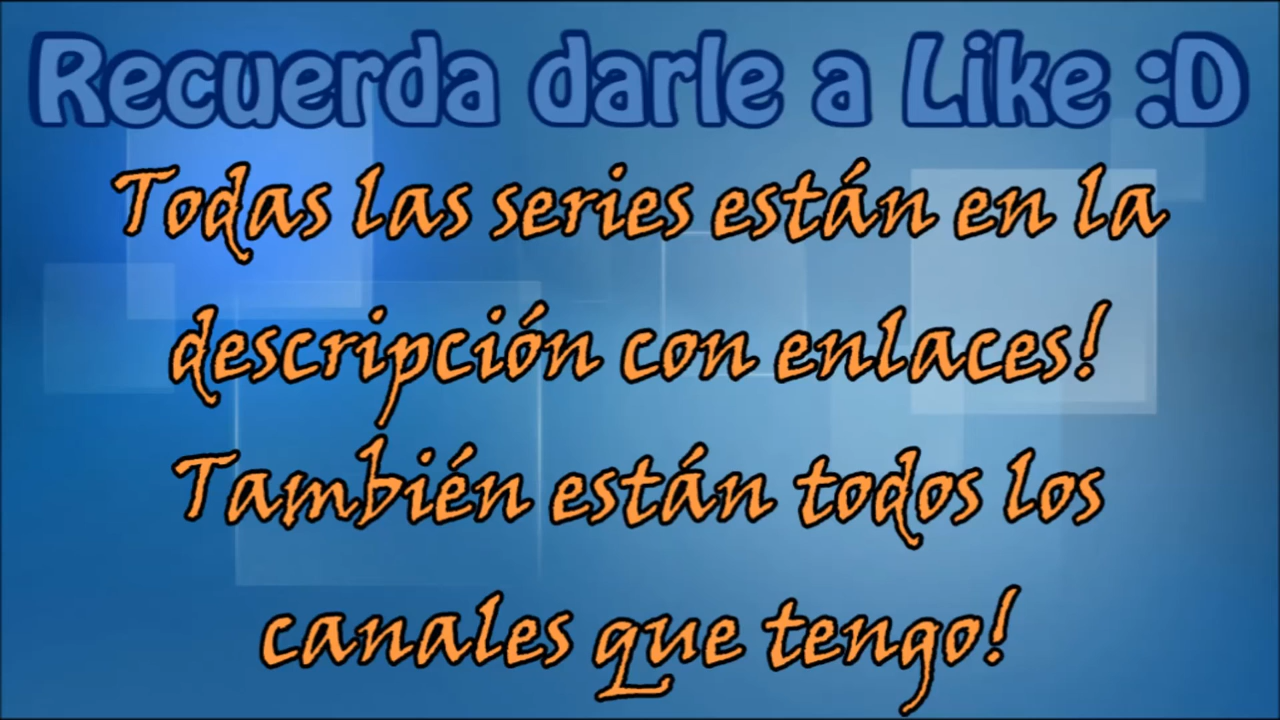 Recuerda darle a Like :D
Todas las series están en la
descripción con enlaces!
También están todos los
canales que tengo!